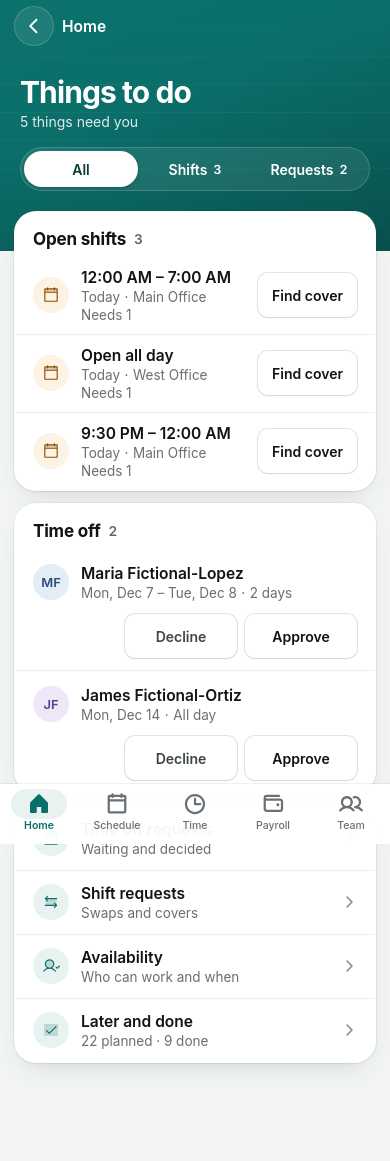 Home
Things to do
5 things need you
All
Shifts 3
Requests 2
Open shifts 3
12:00 AM – 7:00 AM
Today · Main Office
Needs 1
Find cover
Open all day
Today · West Office
Needs 1
Find cover
9:30 PM – 12:00 AM
Today · Main Office
Needs 1
Find cover
Time off 2
MF
Maria Fictional-Lopez
Mon, Dec 7 – Tue, Dec 8 · 2 days
Decline
Approve
JF
James Fictional-Ortiz
Mon, Dec 14 · All day
Decline
Approve
Home
Schedule
Time
Payroll
Team
Waiting and decided
Shift requests
Swaps and covers
Availability
Who can work and when
Later and done
22 planned · 9 done